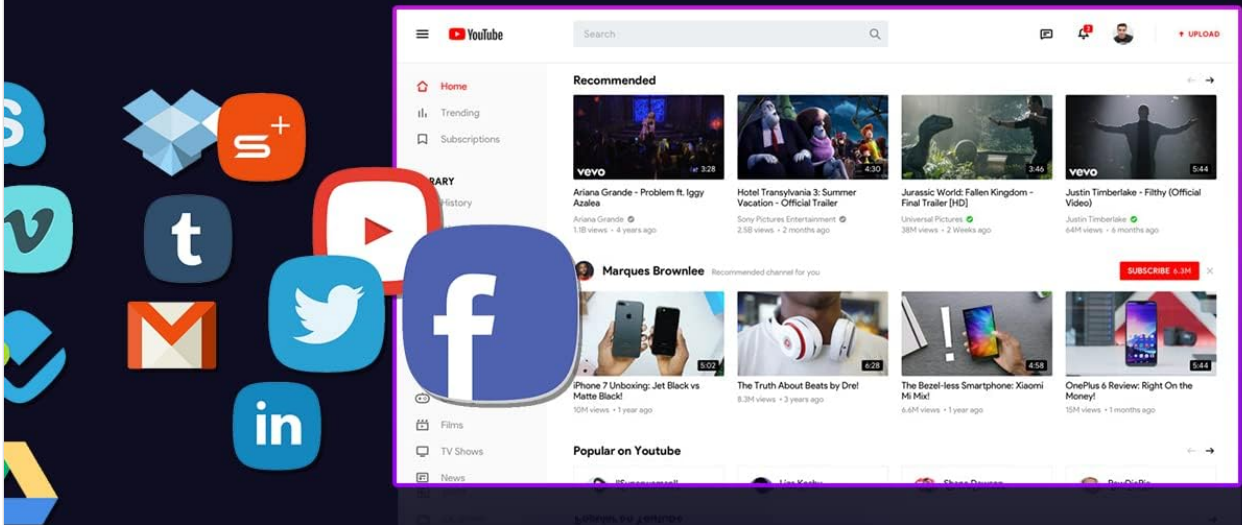 YouTube
Search
3
UPLOAD
Home
Trending
Subscriptions
RARY
History
Films
TV Shows
News
Recommended
vevo
3:28
4:30
3:46
vevo
5:44
Ariana Grande - Problem ft. Iggy
Azalea
Ariana Grande
1.1B views • 4 years ago
Hotel Transylvania 3: Summer
Vacation - Official Trailer
Sony Pictures Entertainment
2.5B views • 2 months ago
Jurassic World: Fallen Kingdom -
Final Trailer [HD]
Universal Pictures
38M views • 2 Weeks ago
Justin Timberlake - Filthy (Official
Video)
Justin Timberlake
64M views • 6 months ago
Marques Brownlee
Recommended channel for you
SUBSCRIBE 6.3M
5:02
6:28
4:58
5:44
iPhone 7 Unboxing: Jet Black vs
Matte Black!
10M views • 1 year ago
The Truth About Beats by Dre!
8.3M views • 3 years ago
The Bezel-less Smartphone: Xiaomi
Mi Mix!
6.6M views • 1 year ago
OnePlus 6 Review: Right On the
Money!
15M views • 1 months ago
Popular on Youtube
S
S+
v
t
f
in